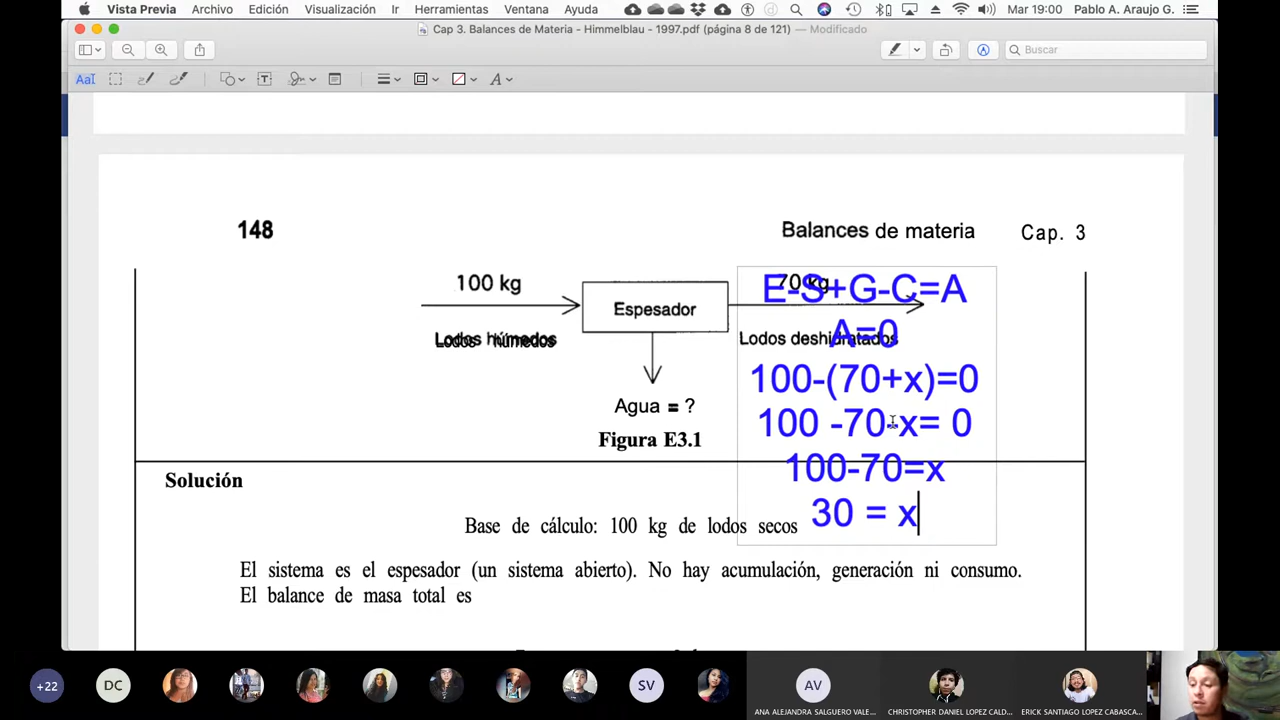 Vista Previa Archivo Edición Visualización Ir Herramientas Ventana Ayuda Mar 19:00 Pablo A. Araujo G.
Cap 3. Balances de Materia - Himmelblau - 1997.pdf (página 8 de 121) — Modificado
Buscar
AaI T A
148 Balances de materia Cap. 3
100 kg
70 kg
E-S+G-C=A
Espesador
Lodos húmedos
Lodos deshidratados
A=0
100-(70+x)=0
Agua = ?
100 -70-x= 0
Figura E3.1
100-70=x
Solución
30 = x
Base de cálculo: 100 kg de lodos secos
El sistema es el espesador (un sistema abierto). No hay acumulación, generación ni consumo.
El balance de masa total es
+22 DC SV AV
ANA ALEJANDRA SALGUERO VALE... CHRISTOPHER DANIEL LOPEZ CALD... ERICK SANTIAGO LOPEZ CABASCA...